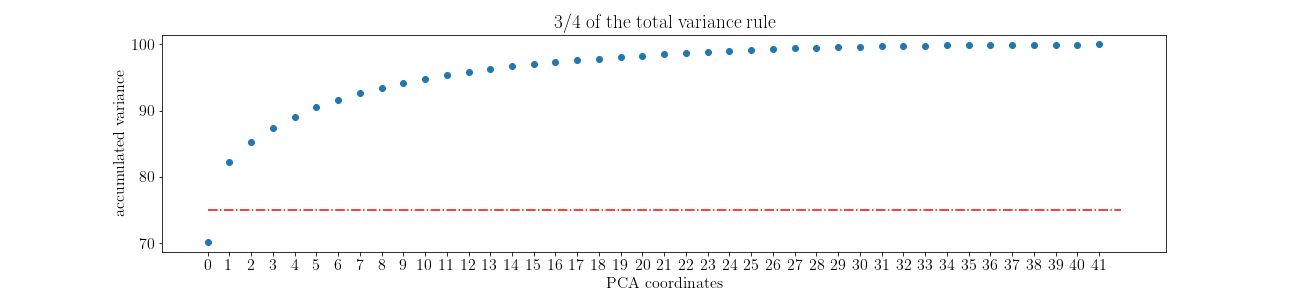 3/4 of the total variance rule
accumulated variance
100
90
80
70
0 1 2 3 4 5 6 7 8 9 10 11 12 13 14 15 16 17 18 19 20 21 22 23 24 25 26 27 28 29 30 31 32 33 34 35 36 37 38 39 40 41
PCA coordinates